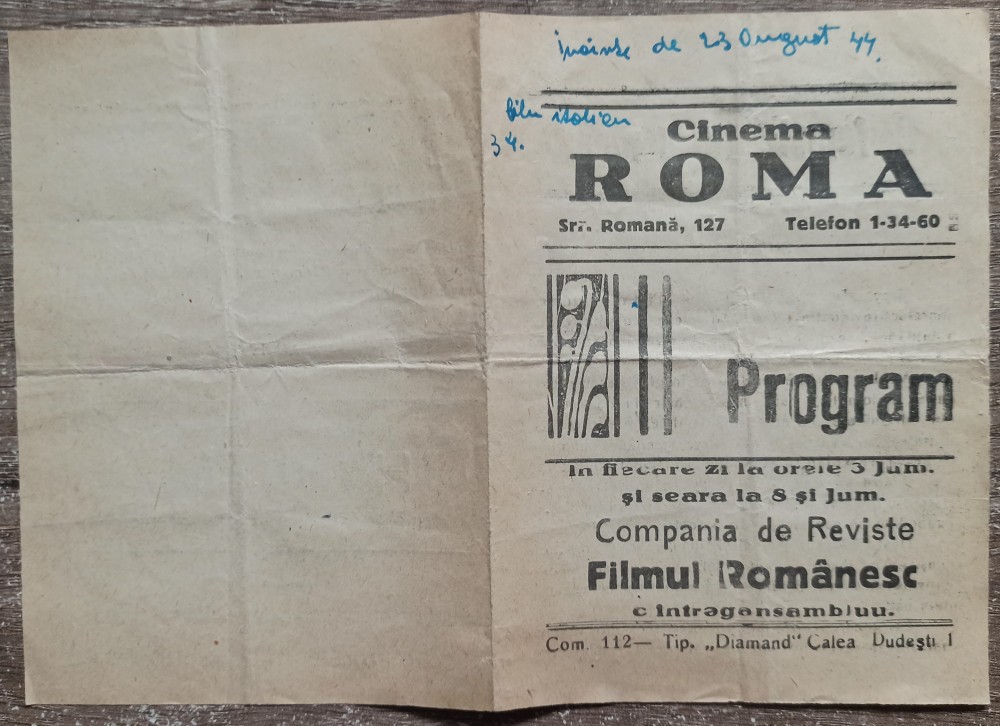 Înainte de 23 August 44.
film italien
34.
Cinema
ROMA
Romană, 127 Telefon 1-34-60
Program
In fiecare zi la orele 3 Jum.
și seara la 8 și Jum.
Compania de Reviste
Filmul Românesc
Com. 112— Tip. „Diamand" Calea Dudești 1